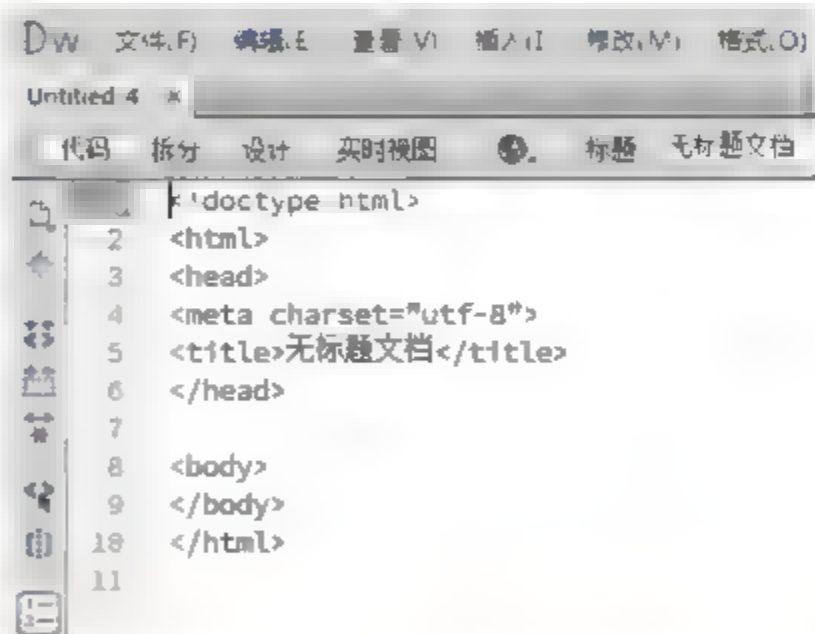 Dw 文件(F) 编辑(E 查看(V) 插入(I 修改(M) 格式(O)
Untitled-4 ×
代码 拆分 设计 实时视图 标题 无标题文档
1 <!doctype html>
2 <html>
3 <head>
4 <meta charset="utf-8">
5 <title>无标题文档</title>
6 </head>
7
8 <body>
9 </body>
10 </html>
11